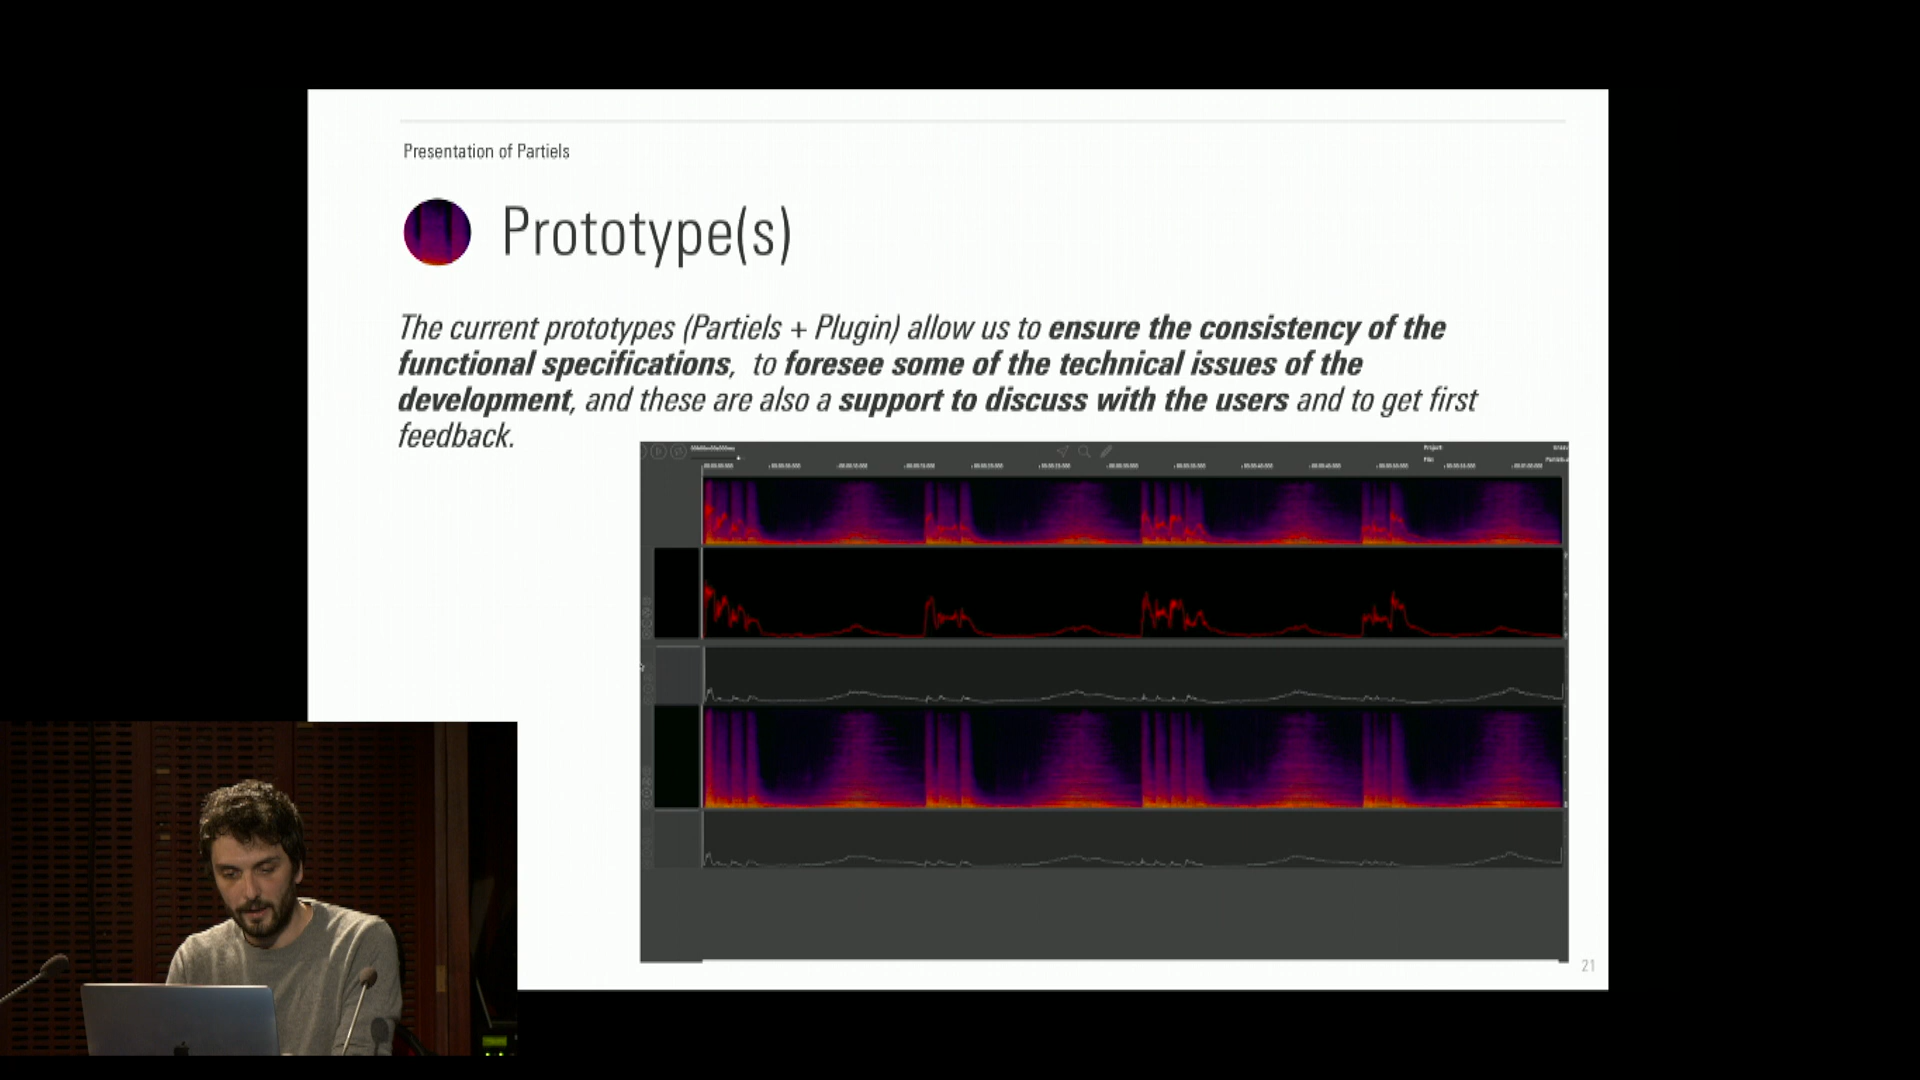 Presentation of Partiels
Prototype(s)
The current prototypes (Partiels + Plugin) allow us to ensure the consistency of the
functional specifications, to foresee some of the technical issues of the
development, and these are also a support to discuss with the users and to get first
feedback.
Project
File
21